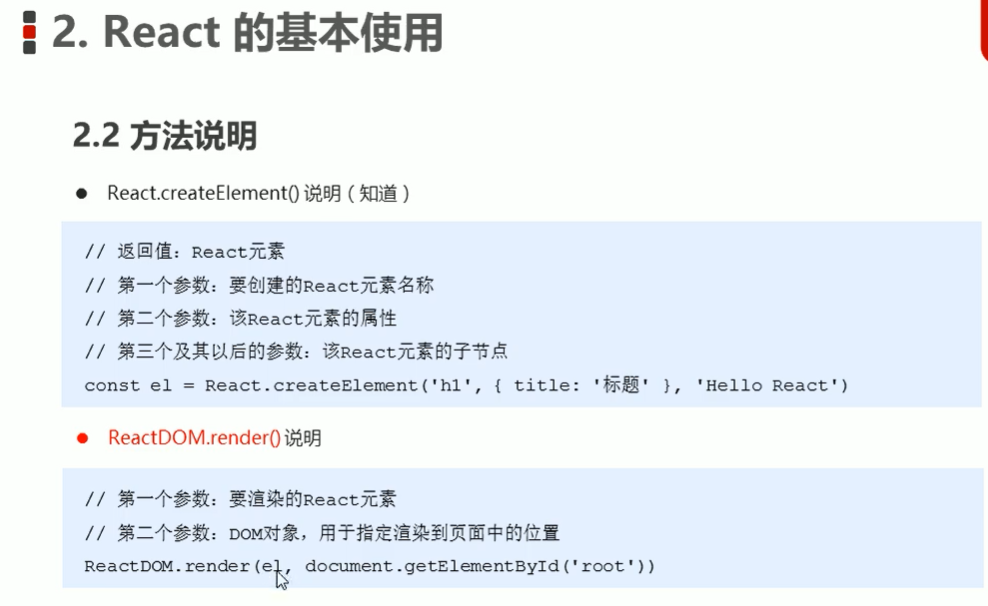 2. React 的基本使用
2.2 方法说明
● React.createElement() 说明（知道）
// 返回值：React元素
// 第一个参数：要创建的React元素名称
// 第二个参数：该React元素的属性
// 第三个及其以后的参数：该React元素的子节点
const el = React.createElement('h1', { title: '标题' }, 'Hello React')
● ReactDOM.render() 说明
// 第一个参数：要渲染的React元素
// 第二个参数：DOM对象，用于指定渲染到页面中的位置
ReactDOM.render(el, document.getElementById('root'))